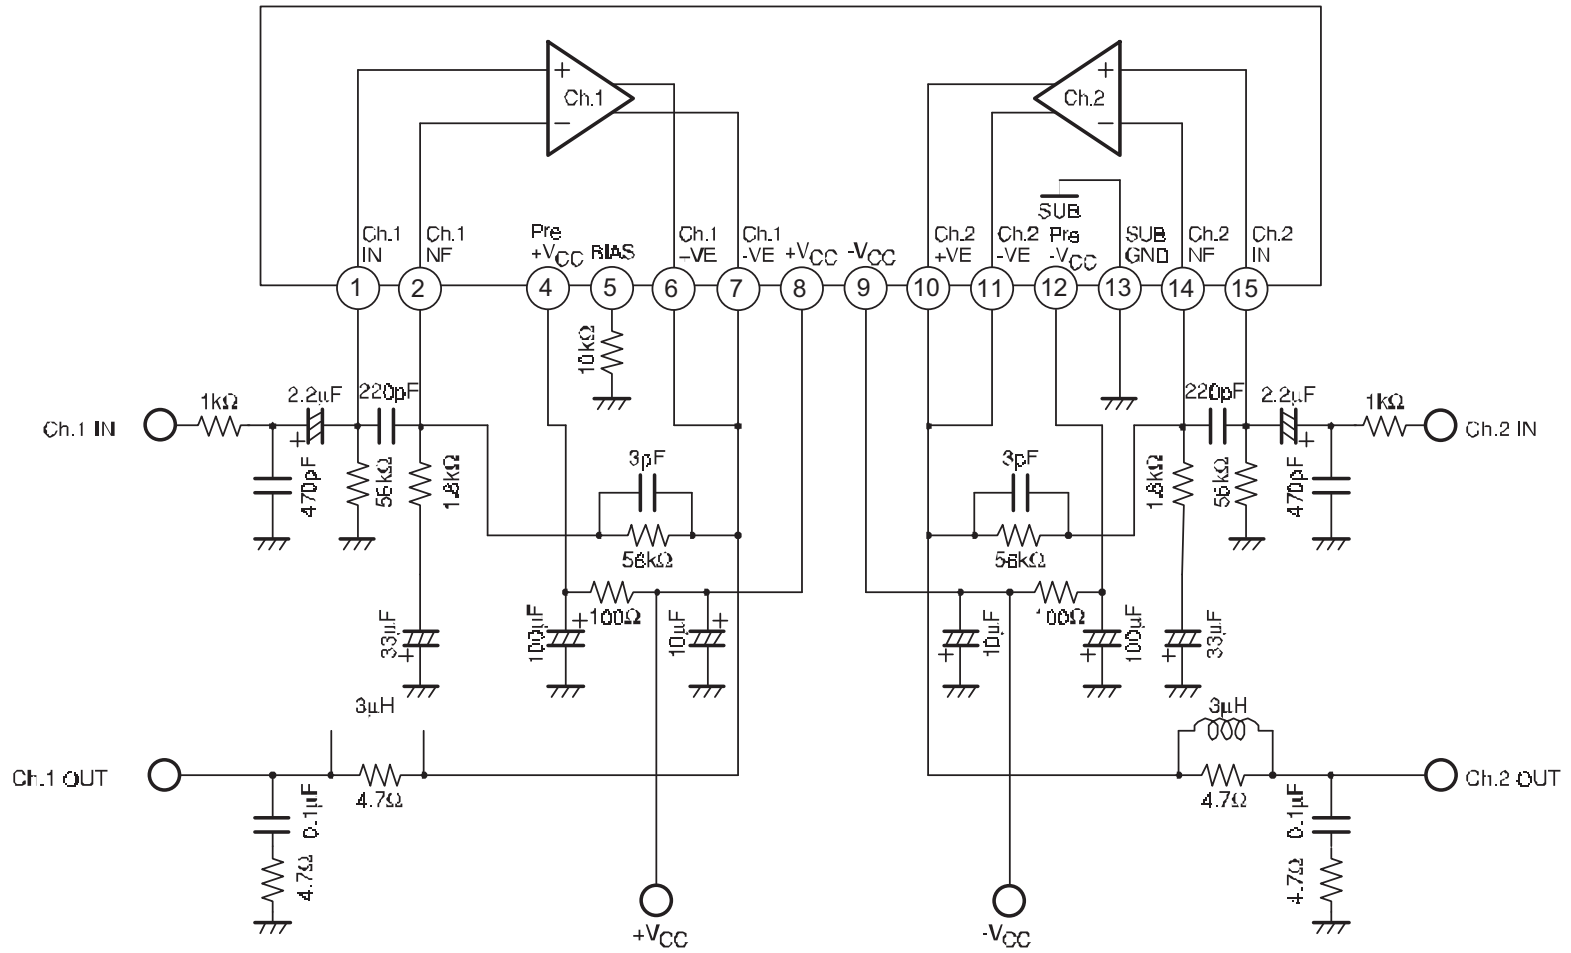 Ch.1
+
−
Ch.2
+
−
SUB
Ch.1
IN
Ch.1
NF
Pre
+VCC
BIAS
Ch.1
–VE
Ch.1
-VE
+VCC
-VCC
Ch.2
+VE
Ch.2
-VE
Pre
-VCC
SUB
GND
Ch.2
NF
Ch.2
IN
1
2
4
5
6
7
8
9
10
11
12
13
14
15
10kΩ
Ch.1 IN
1kΩ
2.2µF
+
220pF
470pF
56kΩ
1.8kΩ
3pF
56kΩ
3pF
56kΩ
220pF
2.2µF
+
1kΩ
Ch.2 IN
1.8kΩ
56kΩ
470pF
33µF
+
100µF
+
100Ω
10µF
+
10µF
+
100Ω
100µF
+
33µF
+
3µH
3µH
Ch.1 OUT
4.7Ω
0.1µF
4.7Ω
4.7Ω
Ch.2 OUT
0.1µF
4.7Ω
+VCC
-VCC